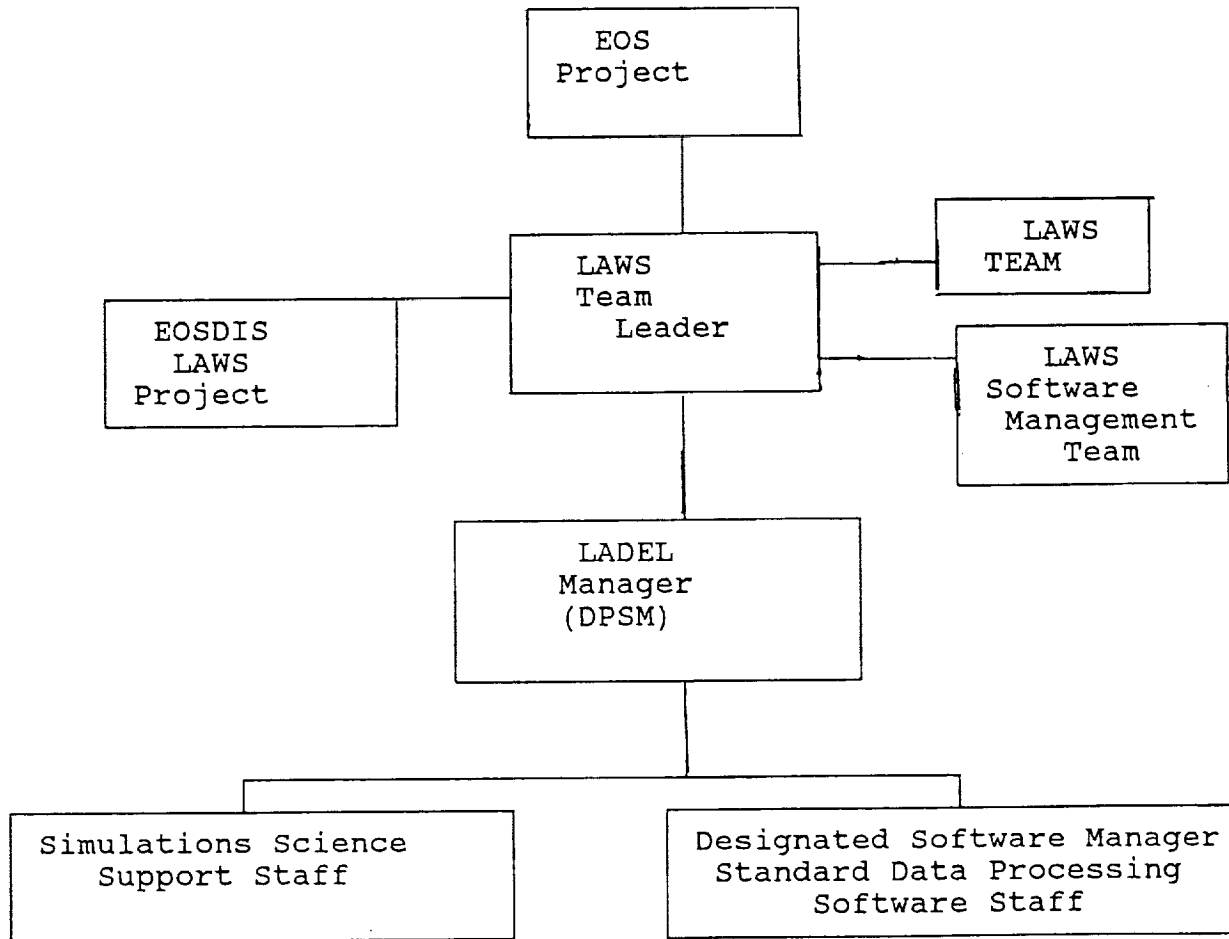 EOS
Project
LAWS
TEAM
LAWS
Team
Leader
EOSDIS
LAWS
Project
LAWS
Software
Management
Team
LADEL
Manager
(DPSM)
Simulations Science
Support Staff
Designated Software Manager
Standard Data Processing
Software Staff